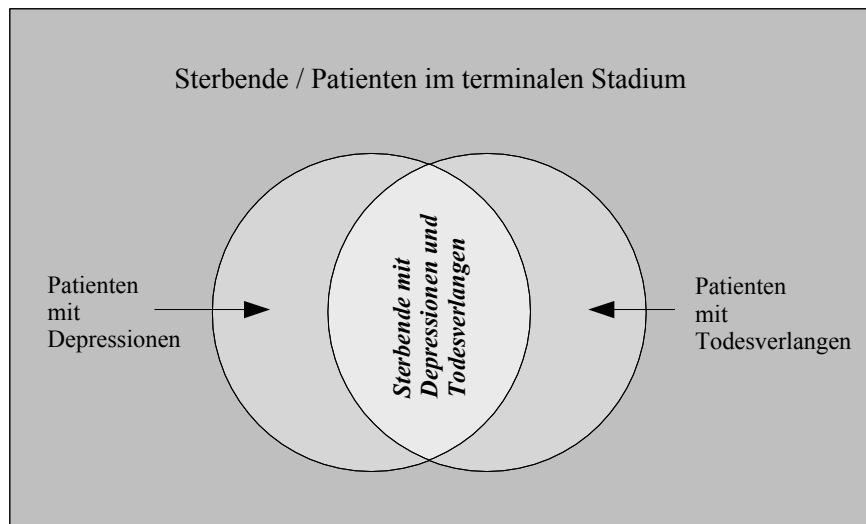 Sterbende / Patienten im terminalen Stadium
Patienten
mit
Depressionen
Sterbende mit
Depressionen und
Todesverlangen
Patienten
mit
Todesverlangen